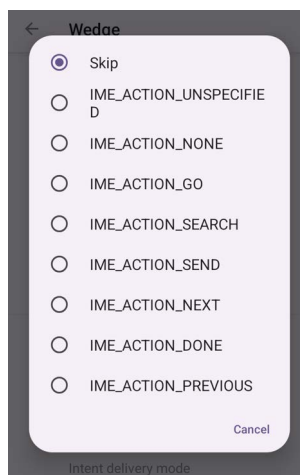 Wedge
Skip
IME_ACTION_UNSPECIFIE
D
IME_ACTION_NONE
IME_ACTION_GO
IME_ACTION_SEARCH
IME_ACTION_SEND
IME_ACTION_NEXT
IME_ACTION_DONE
IME_ACTION_PREVIOUS
Cancel
Intent delivery mode